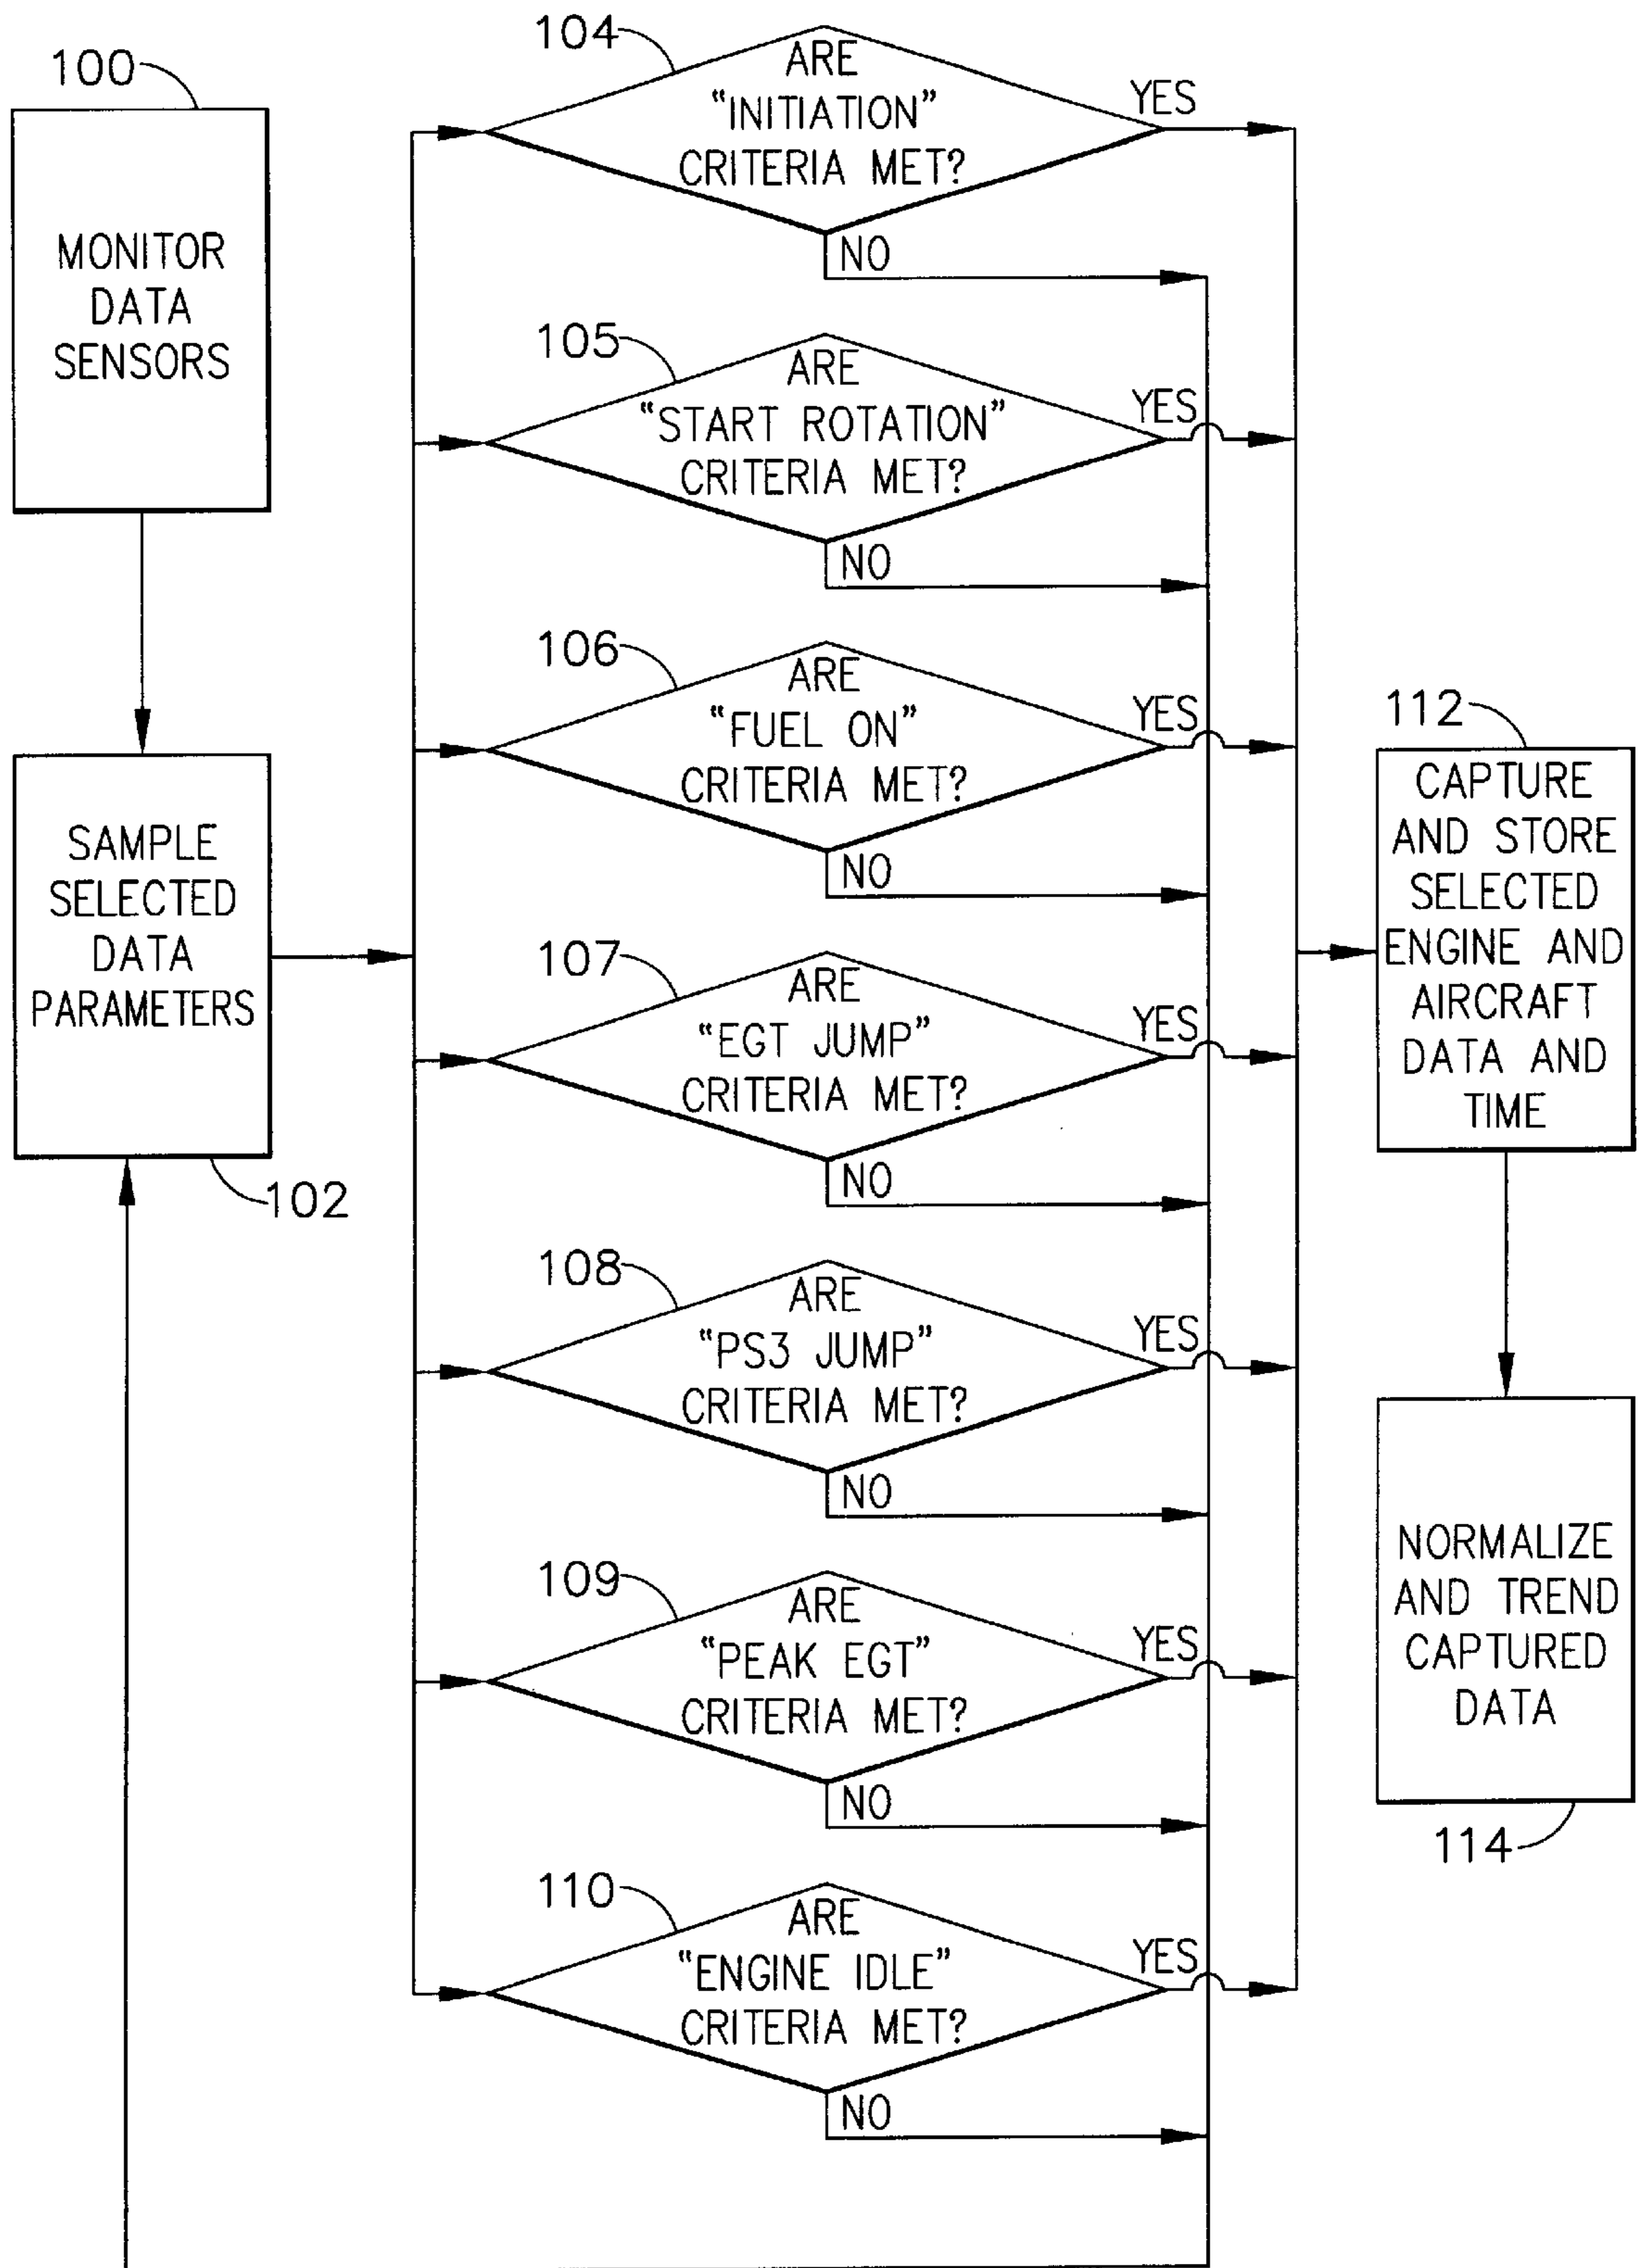 100
MONITOR
DATA
SENSORS
SAMPLE
SELECTED
DATA
PARAMETERS
102
104
ARE
“INITIATION”
CRITERIA MET?
YES
NO
105
ARE
“START ROTATION”
CRITERIA MET?
YES
NO
106
ARE
“FUEL ON”
CRITERIA MET?
YES
NO
107
ARE
“EGT JUMP”
CRITERIA MET?
YES
NO
108
ARE
“PS3 JUMP”
CRITERIA MET?
YES
NO
109
ARE
“PEAK EGT”
CRITERIA MET?
YES
NO
110
ARE
“ENGINE IDLE”
CRITERIA MET?
YES
NO
112
CAPTURE
AND STORE
SELECTED
ENGINE AND
AIRCRAFT
DATA AND
TIME
NORMALIZE
AND TREND
CAPTURED
DATA
114